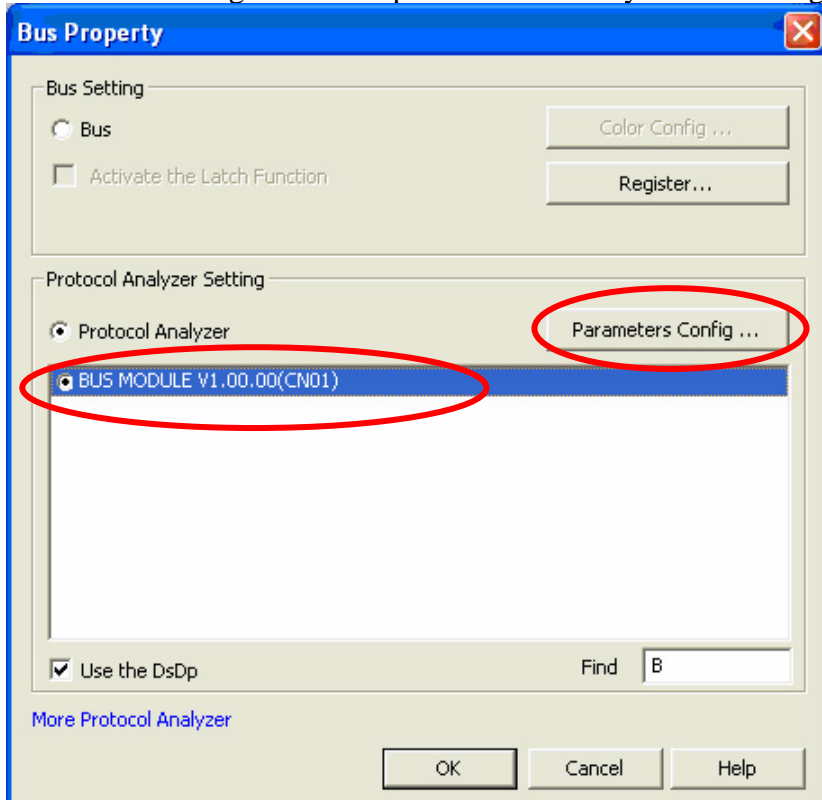 Bus Property
Bus Setting
Bus
Color Config ...
Activate the Latch Function
Register...
Protocol Analyzer Setting
Protocol Analyzer
Parameters Config ...
BUS MODULE V1.00.00(CN01)
Use the DsDp
Find B
More Protocol Analyzer
OK Cancel Help